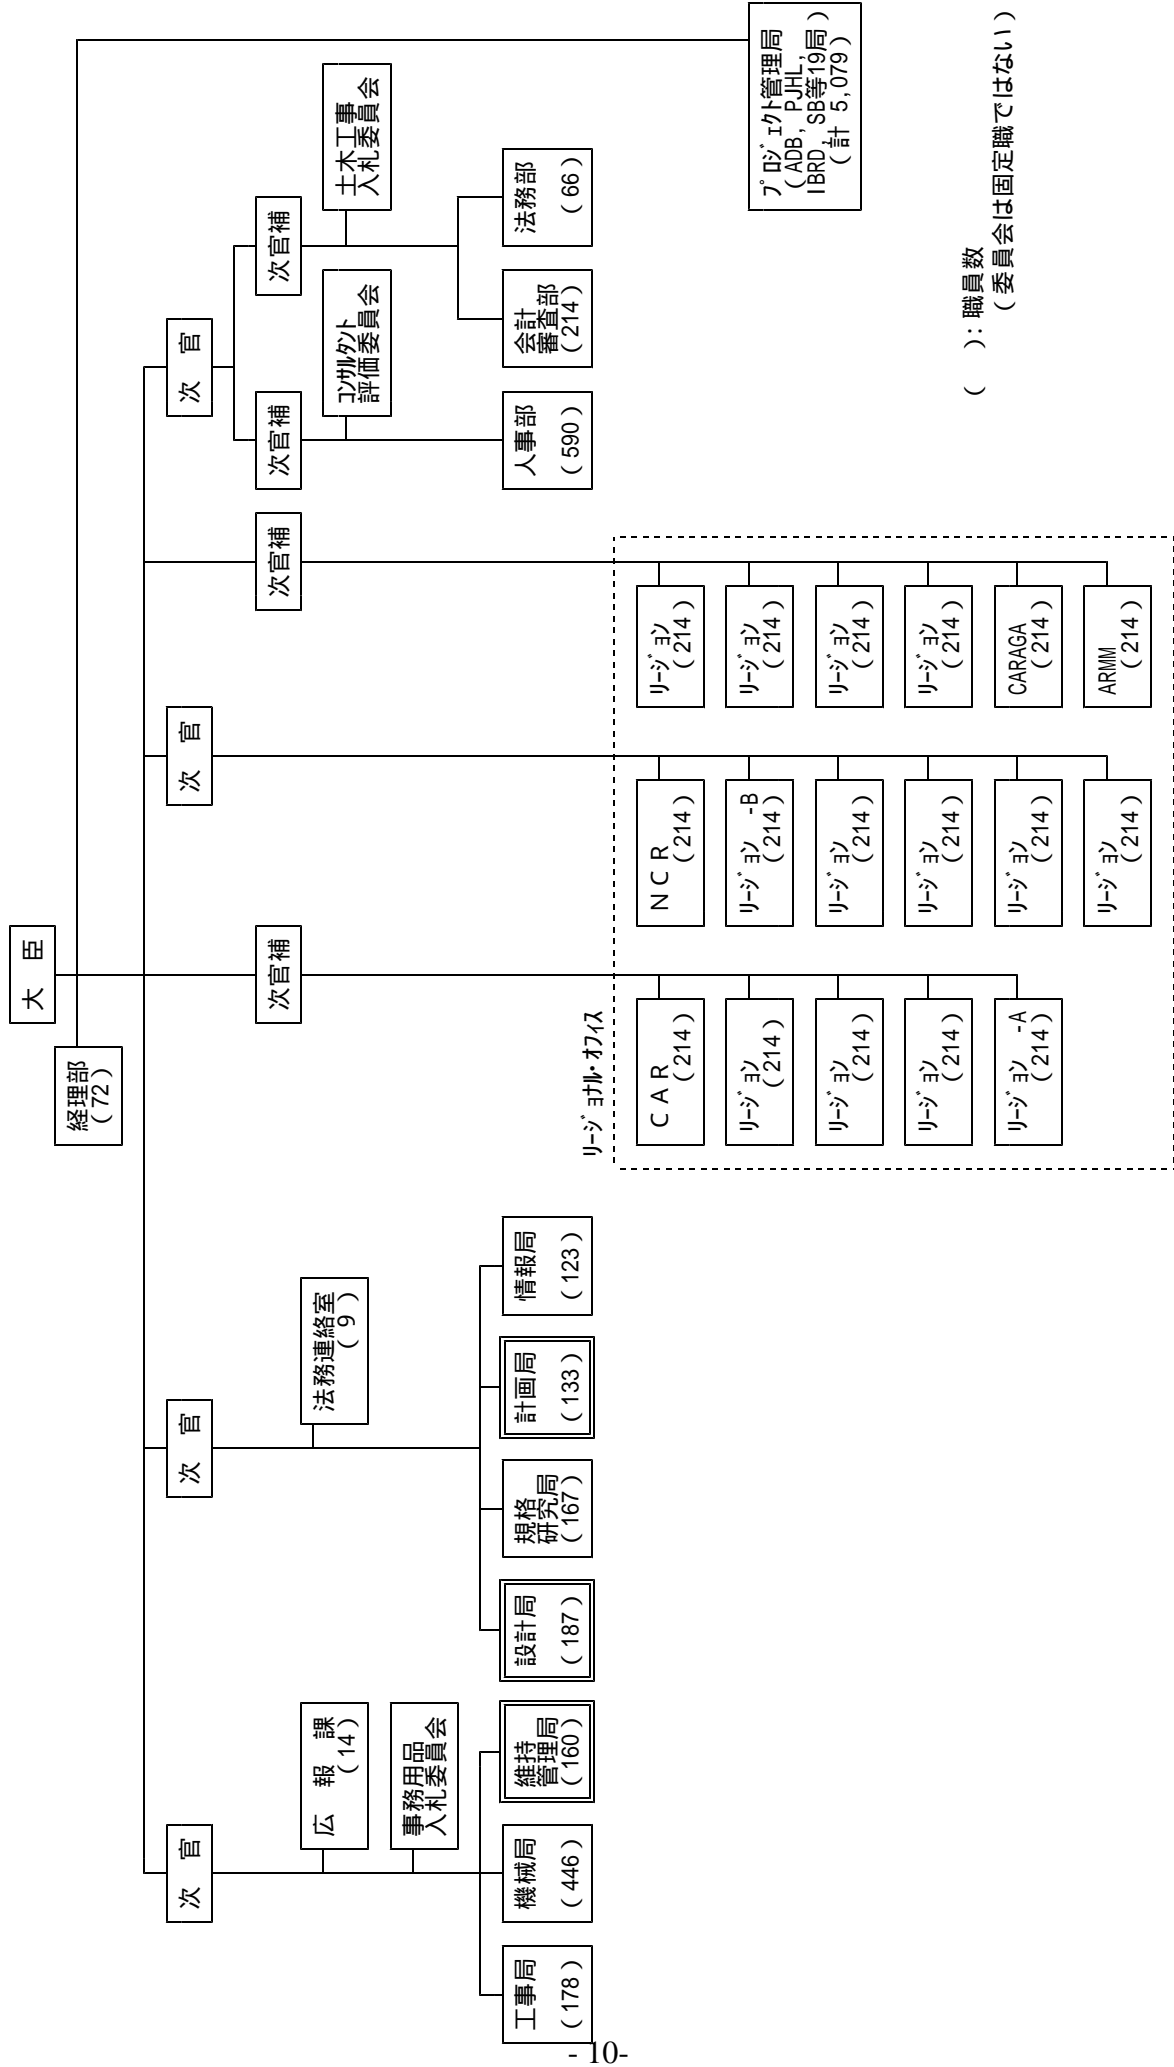 大 臣
経理部
(72)
次 官
次 官
次官補
次 官
次官補
次 官
次官補
次官補
広 報 課
(14)
事務用品
入札委員会
法務連絡室
( 9 )
コンサルタント
評価委員会
土木工事
入札委員会
工事局
(178)
機械局
(446)
維持
管理局
(160)
設計局
(187)
規格
研究局
(167)
計画局
(133)
情報局
(123)
人事部
(590)
会計
審査部
(214)
法務部
(66)
リージョナル・オフィス
CAR
(214)
リージョン
(214)
リージョン
(214)
リージョン
(214)
リージョン -A
(214)
NCR
(214)
リージョン -B
(214)
リージョン
(214)
リージョン
(214)
リージョン
(214)
リージョン
(214)
リージョン
(214)
リージョン
(214)
リージョン
(214)
リージョン
(214)
CARAGA
(214)
ARMM
(214)
プロジェクト管理局
(ADB, PJHL,
IBRD, SB等19局)
(計 5,079)
( ):職員数
(委員会は固定職ではない)
- 10-